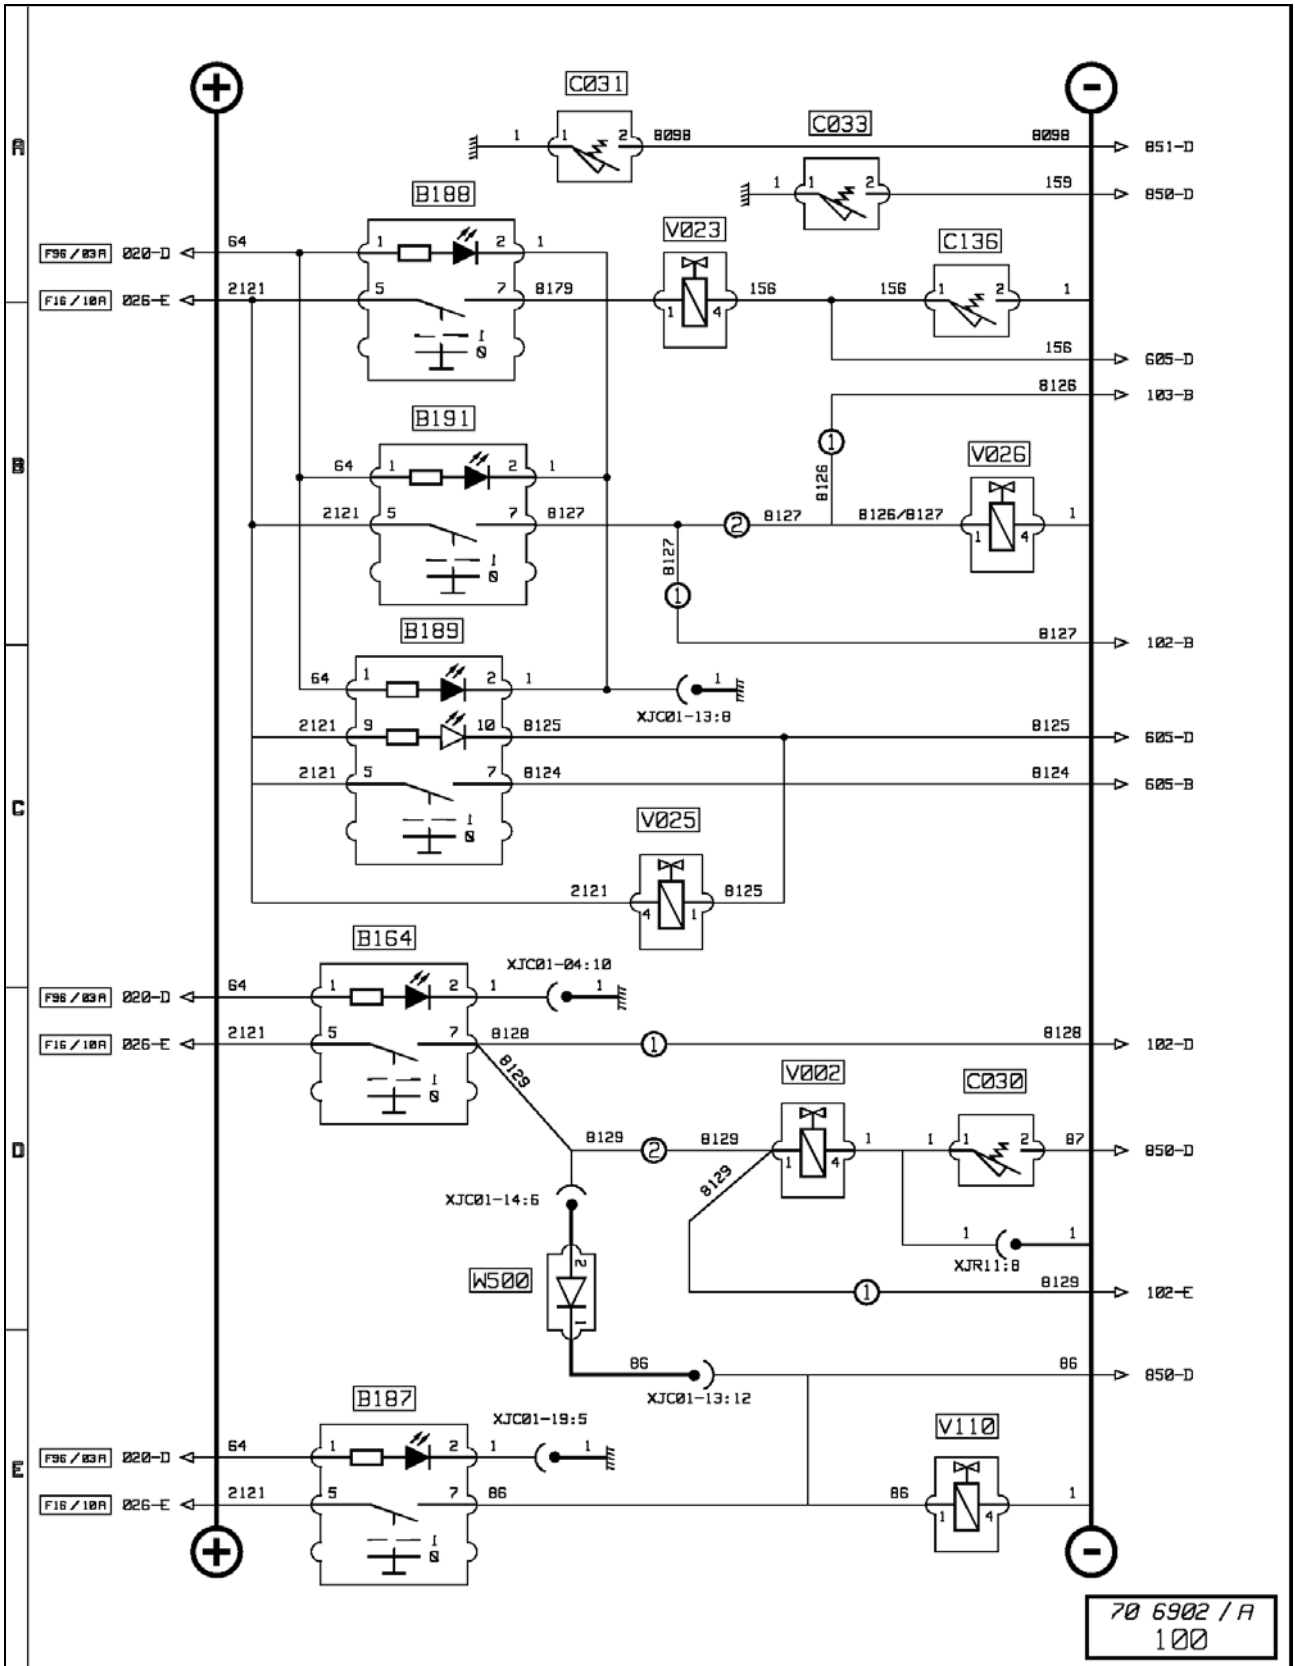 C031
C033
A
1 1 2 8098 8098 851-D
1 1 2 159 850-D
B188
V023
C136
F96/03A 020-D 64 1 2 1
F16/10A 026-E 2121 5 7 8179 1 4 156 156 1 2 1
1
0
156 605-D
8126 103-B
B191
1
V026
B
64 1 2 1
8126
2121 5 7 8127 2 8127 8126/8127 1 4 1
8127
1
0
1
B189
8127 102-B
64 1 2 1 1
XJC01-13:8
2121 9 10 8125 8125 605-D
2121 5 7 8124 8124 605-B
C
1
0
V025
2121 4 1 8125
B164
XJC01-04:10
F96/03A 020-D 64 1 2 1 1
F16/10A 026-E 2121 5 7 8128 1 8128 102-D
8129
1
0
V002
C030
D
8129 2 8129 1 4 1 1 1 2 87 850-D
8129
XJC01-14:6
1 1
XJR11:8
W500
2
1
1 8129 102-E
86 86 850-D
XJC01-13:12
B187
XJC01-19:5
V110
E
F96/03A 020-D 64 1 2 1 1
F16/10A 026-E 2121 5 7 86 86 1 4 1
1
0
70 6902 / A
100